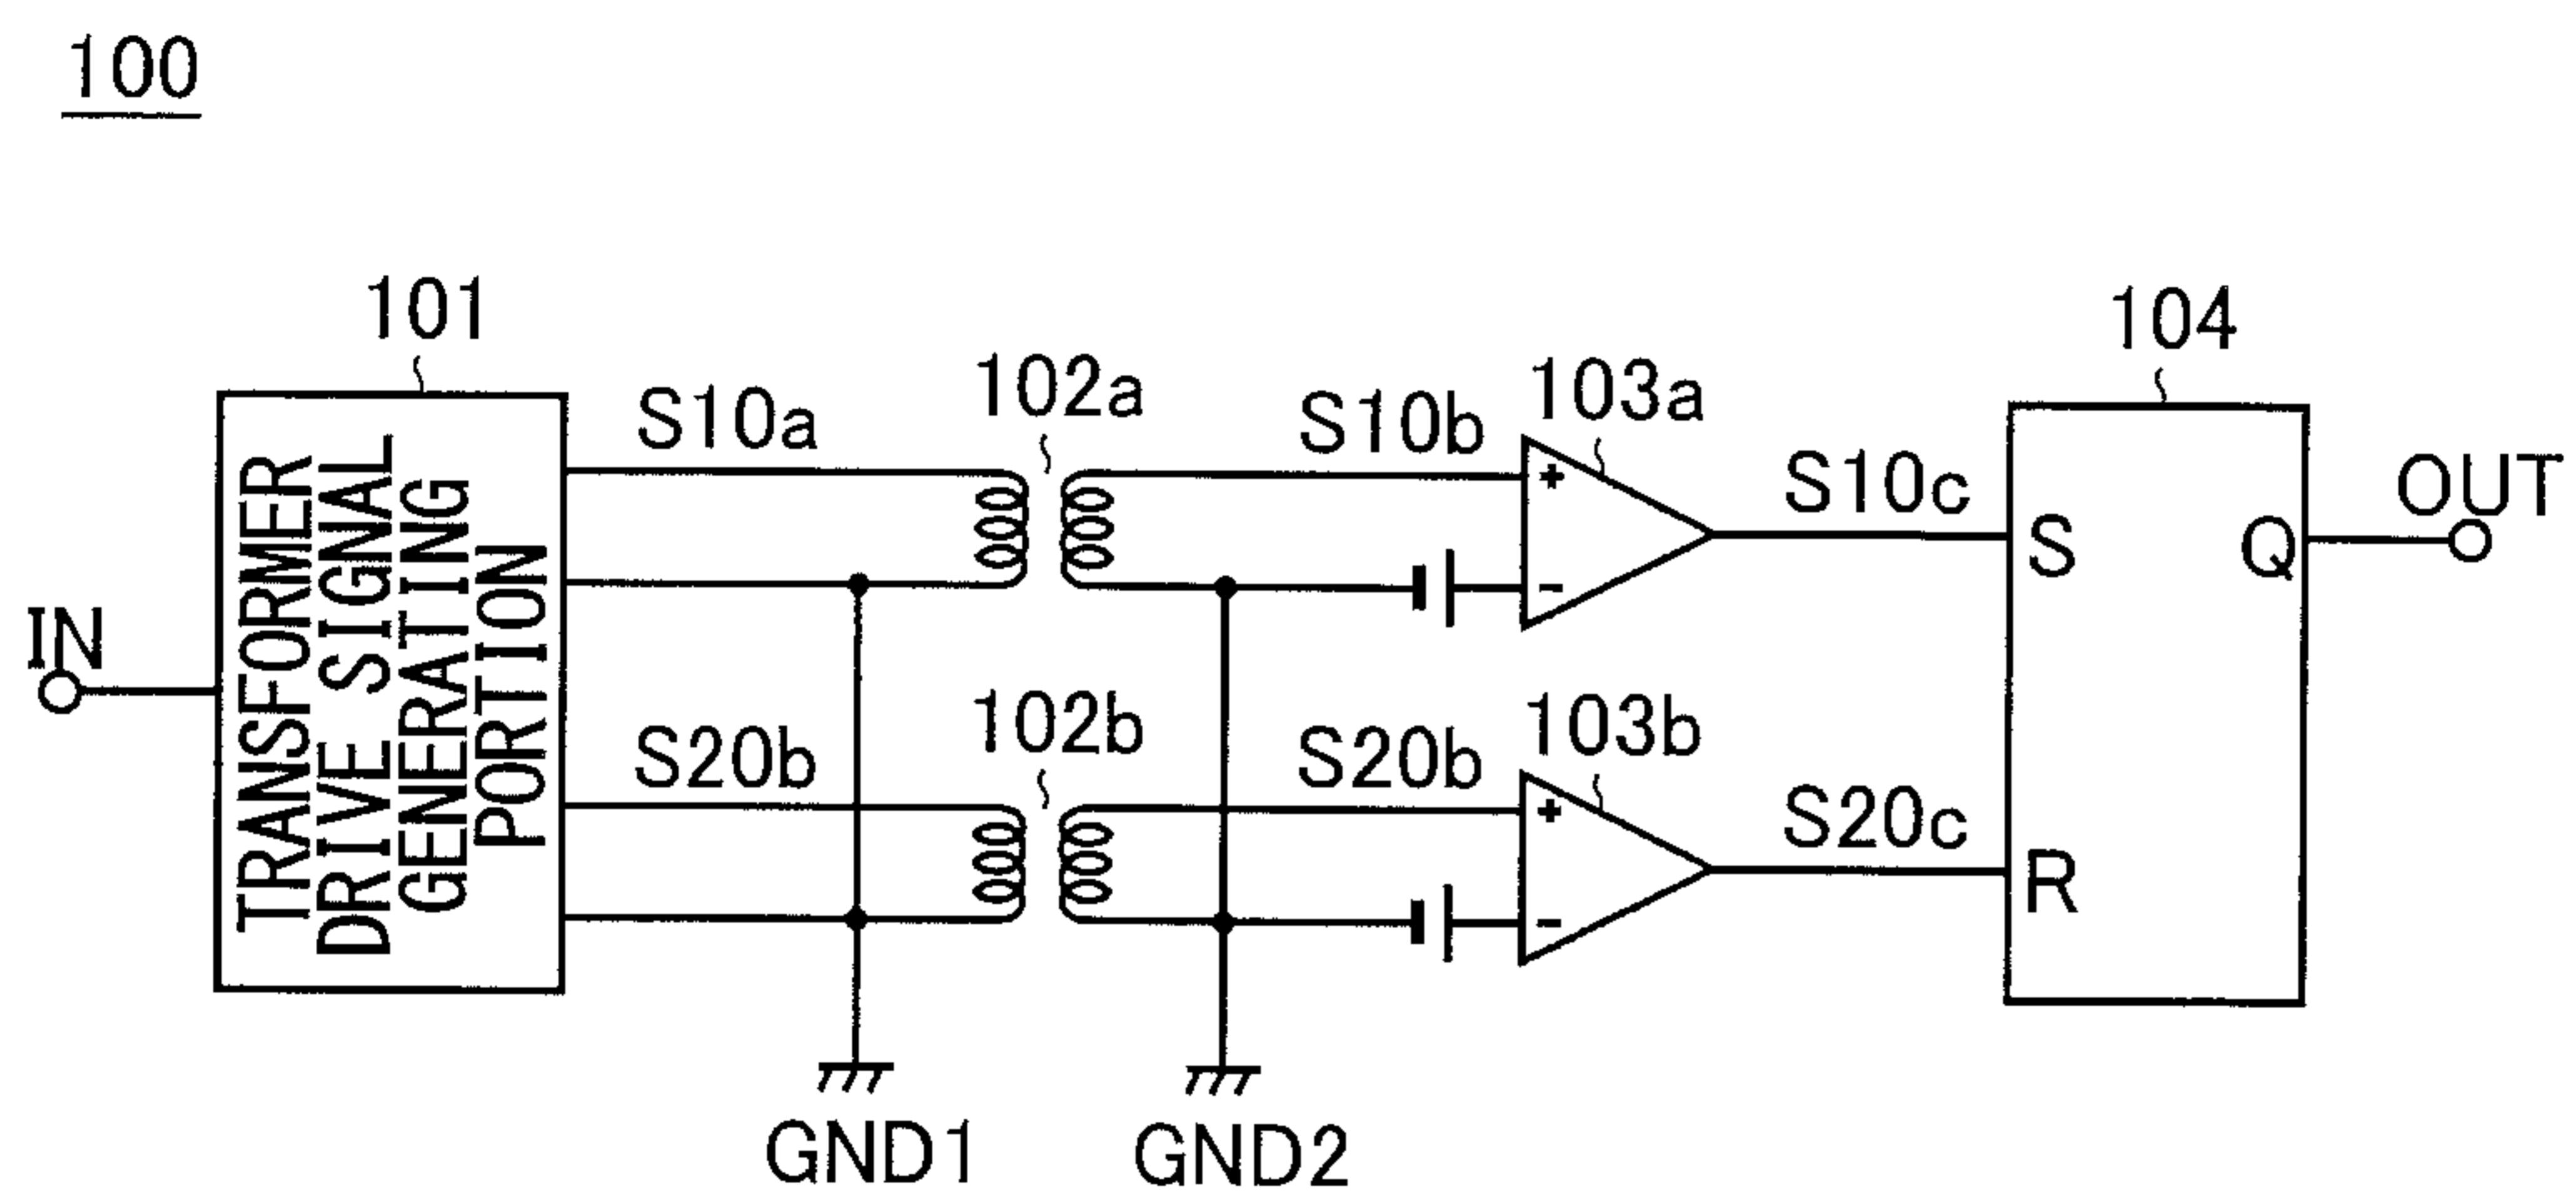 100
101
S10a
102a
S10b
103a
S10c
104
IN
TRANSFORMER
DRIVE SIGNAL
GENERATING
PORTION
+
-
S
Q
OUT
S20b
102b
S20b
103b
S20c
+
-
R
GND1
GND2